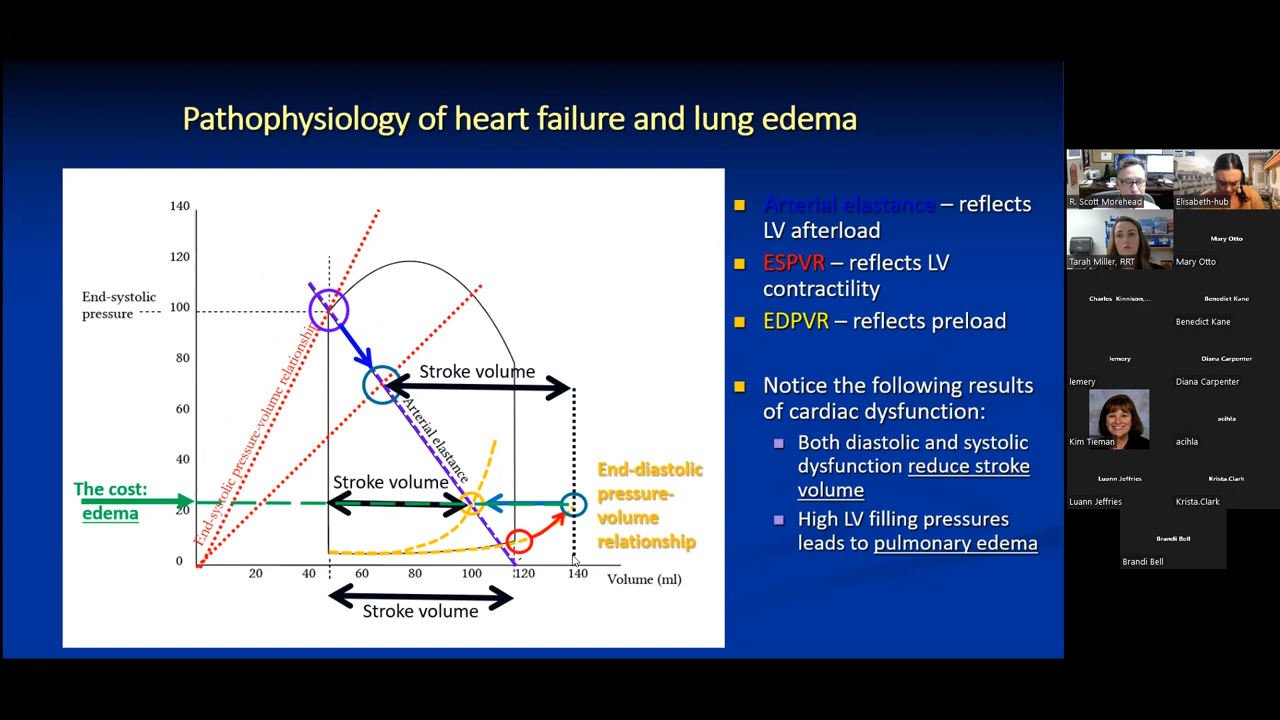 Pathophysiology of heart failure and lung edema
140
120
End-systolic
pressure
100
80
60
40
20
0
End-systolic pressure-volume relationship
Arterial elastance
Stroke volume
Stroke volume
The cost:
edema
End-diastolic
pressure-
volume
relationship
20
40
60
80
100
120
140
Volume (ml)
Stroke volume
Arterial elastance – reflects
LV afterload
ESPVR – reflects LV
contractility
EDPVR – reflects preload
Notice the following results
of cardiac dysfunction:
Both diastolic and systolic
dysfunction reduce stroke
volume
High LV filling pressures
leads to pulmonary edema
R. Scott Morehead
Elisabeth-hub
Tarah Miller, RRT
Mary Otto
Mary Otto
Charles Kinnison,...
Benedict Kane
Benedict Kane
lemery
lemery
Diana Carpenter
Diana Carpenter
Kim Tieman
acihla
acihla
Luann Jeffries
Krista.Clark
Krista.Clark
Brandi Bell
Brandi Bell